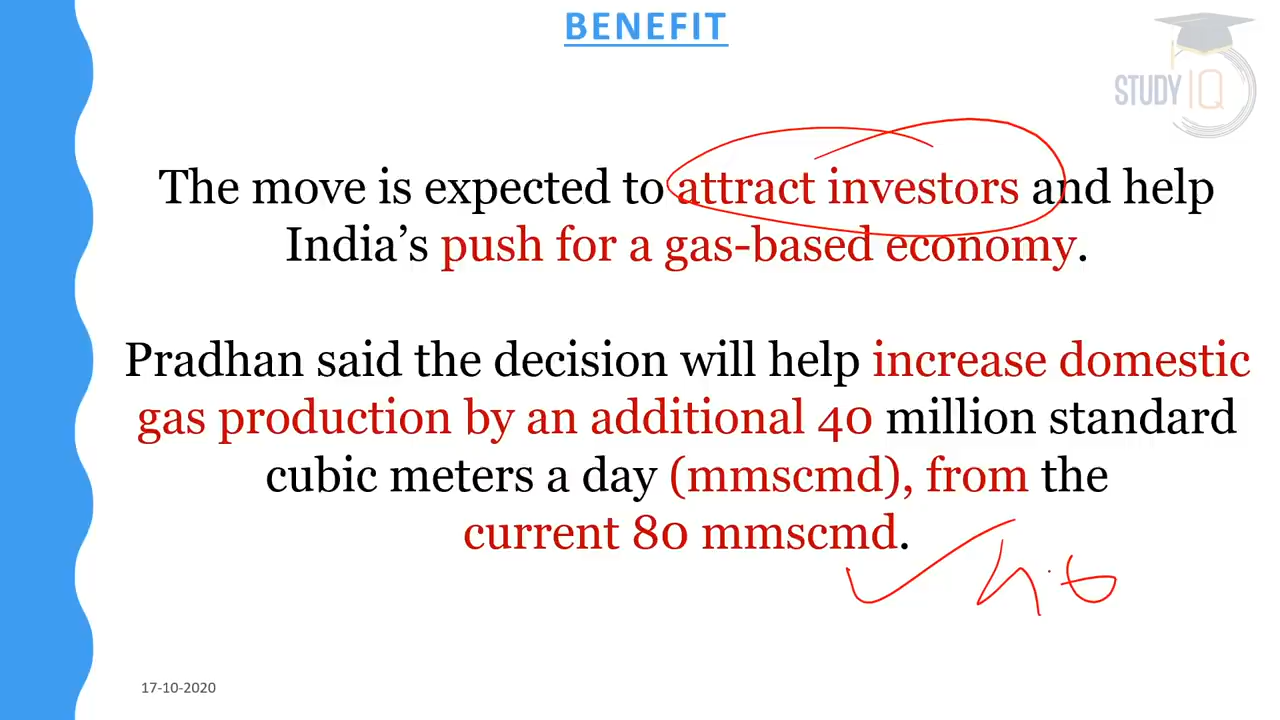 BENEFIT
STUDY IQ
The move is expected to attract investors and help
India’s push for a gas-based economy.
Pradhan said the decision will help increase domestic
gas production by an additional 40 million standard
cubic meters a day (mmscmd), from the
current 80 mmscmd.
17-10-2020